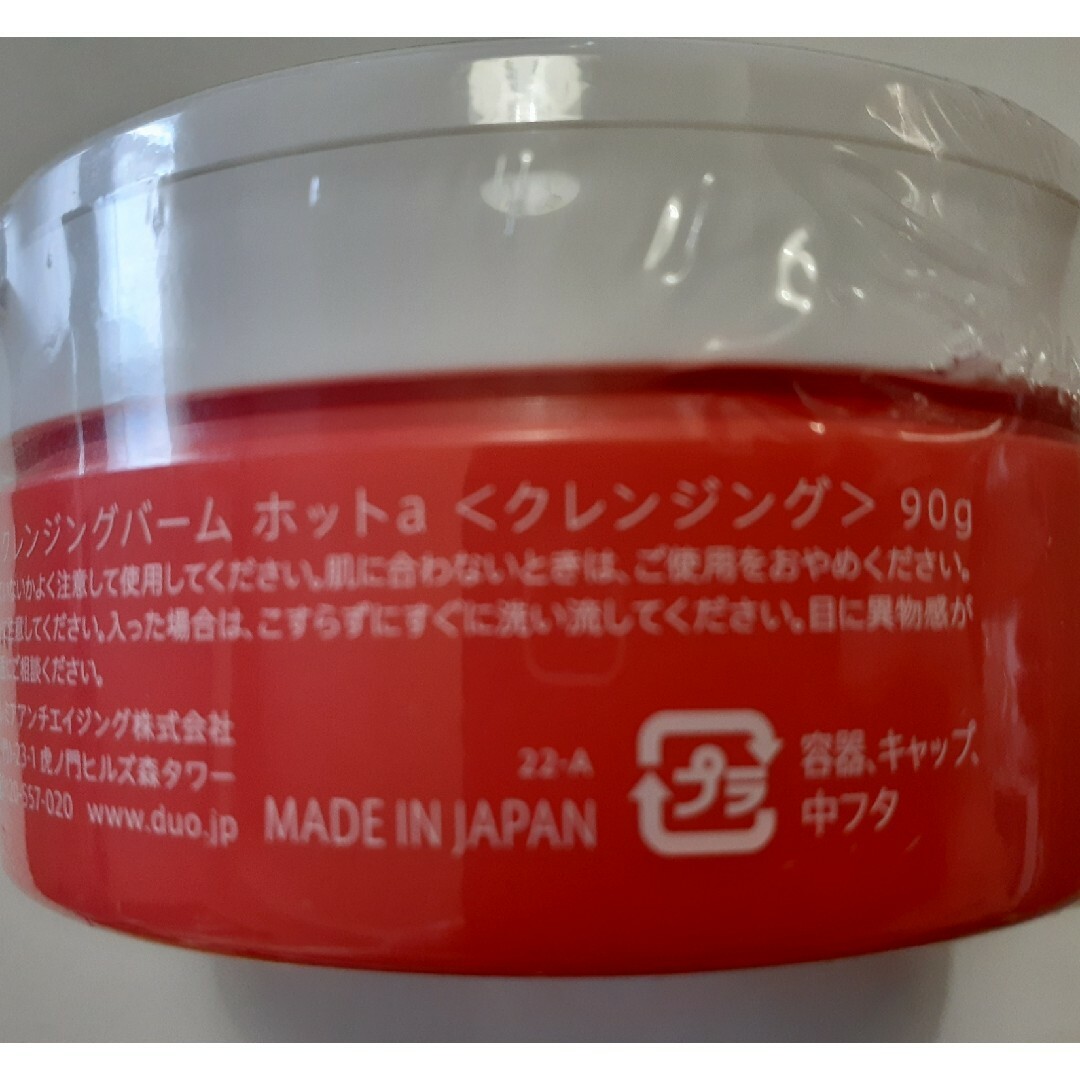 クレンジングバーム ホットa <クレンジング> 90g
ないかよく注意して使用してください。肌に合わないときは、ご使用をおやめください。
注意してください。入った場合は、こすらずにすぐに洗い流してください。目に異物感が
ご相談ください。
アンチエイジング株式会社
-23-1 虎ノ門ヒルズ森タワー
-557-020 www.duo.jp
22-A
MADE IN JAPAN
プラ
容器、キャップ、
中フタ